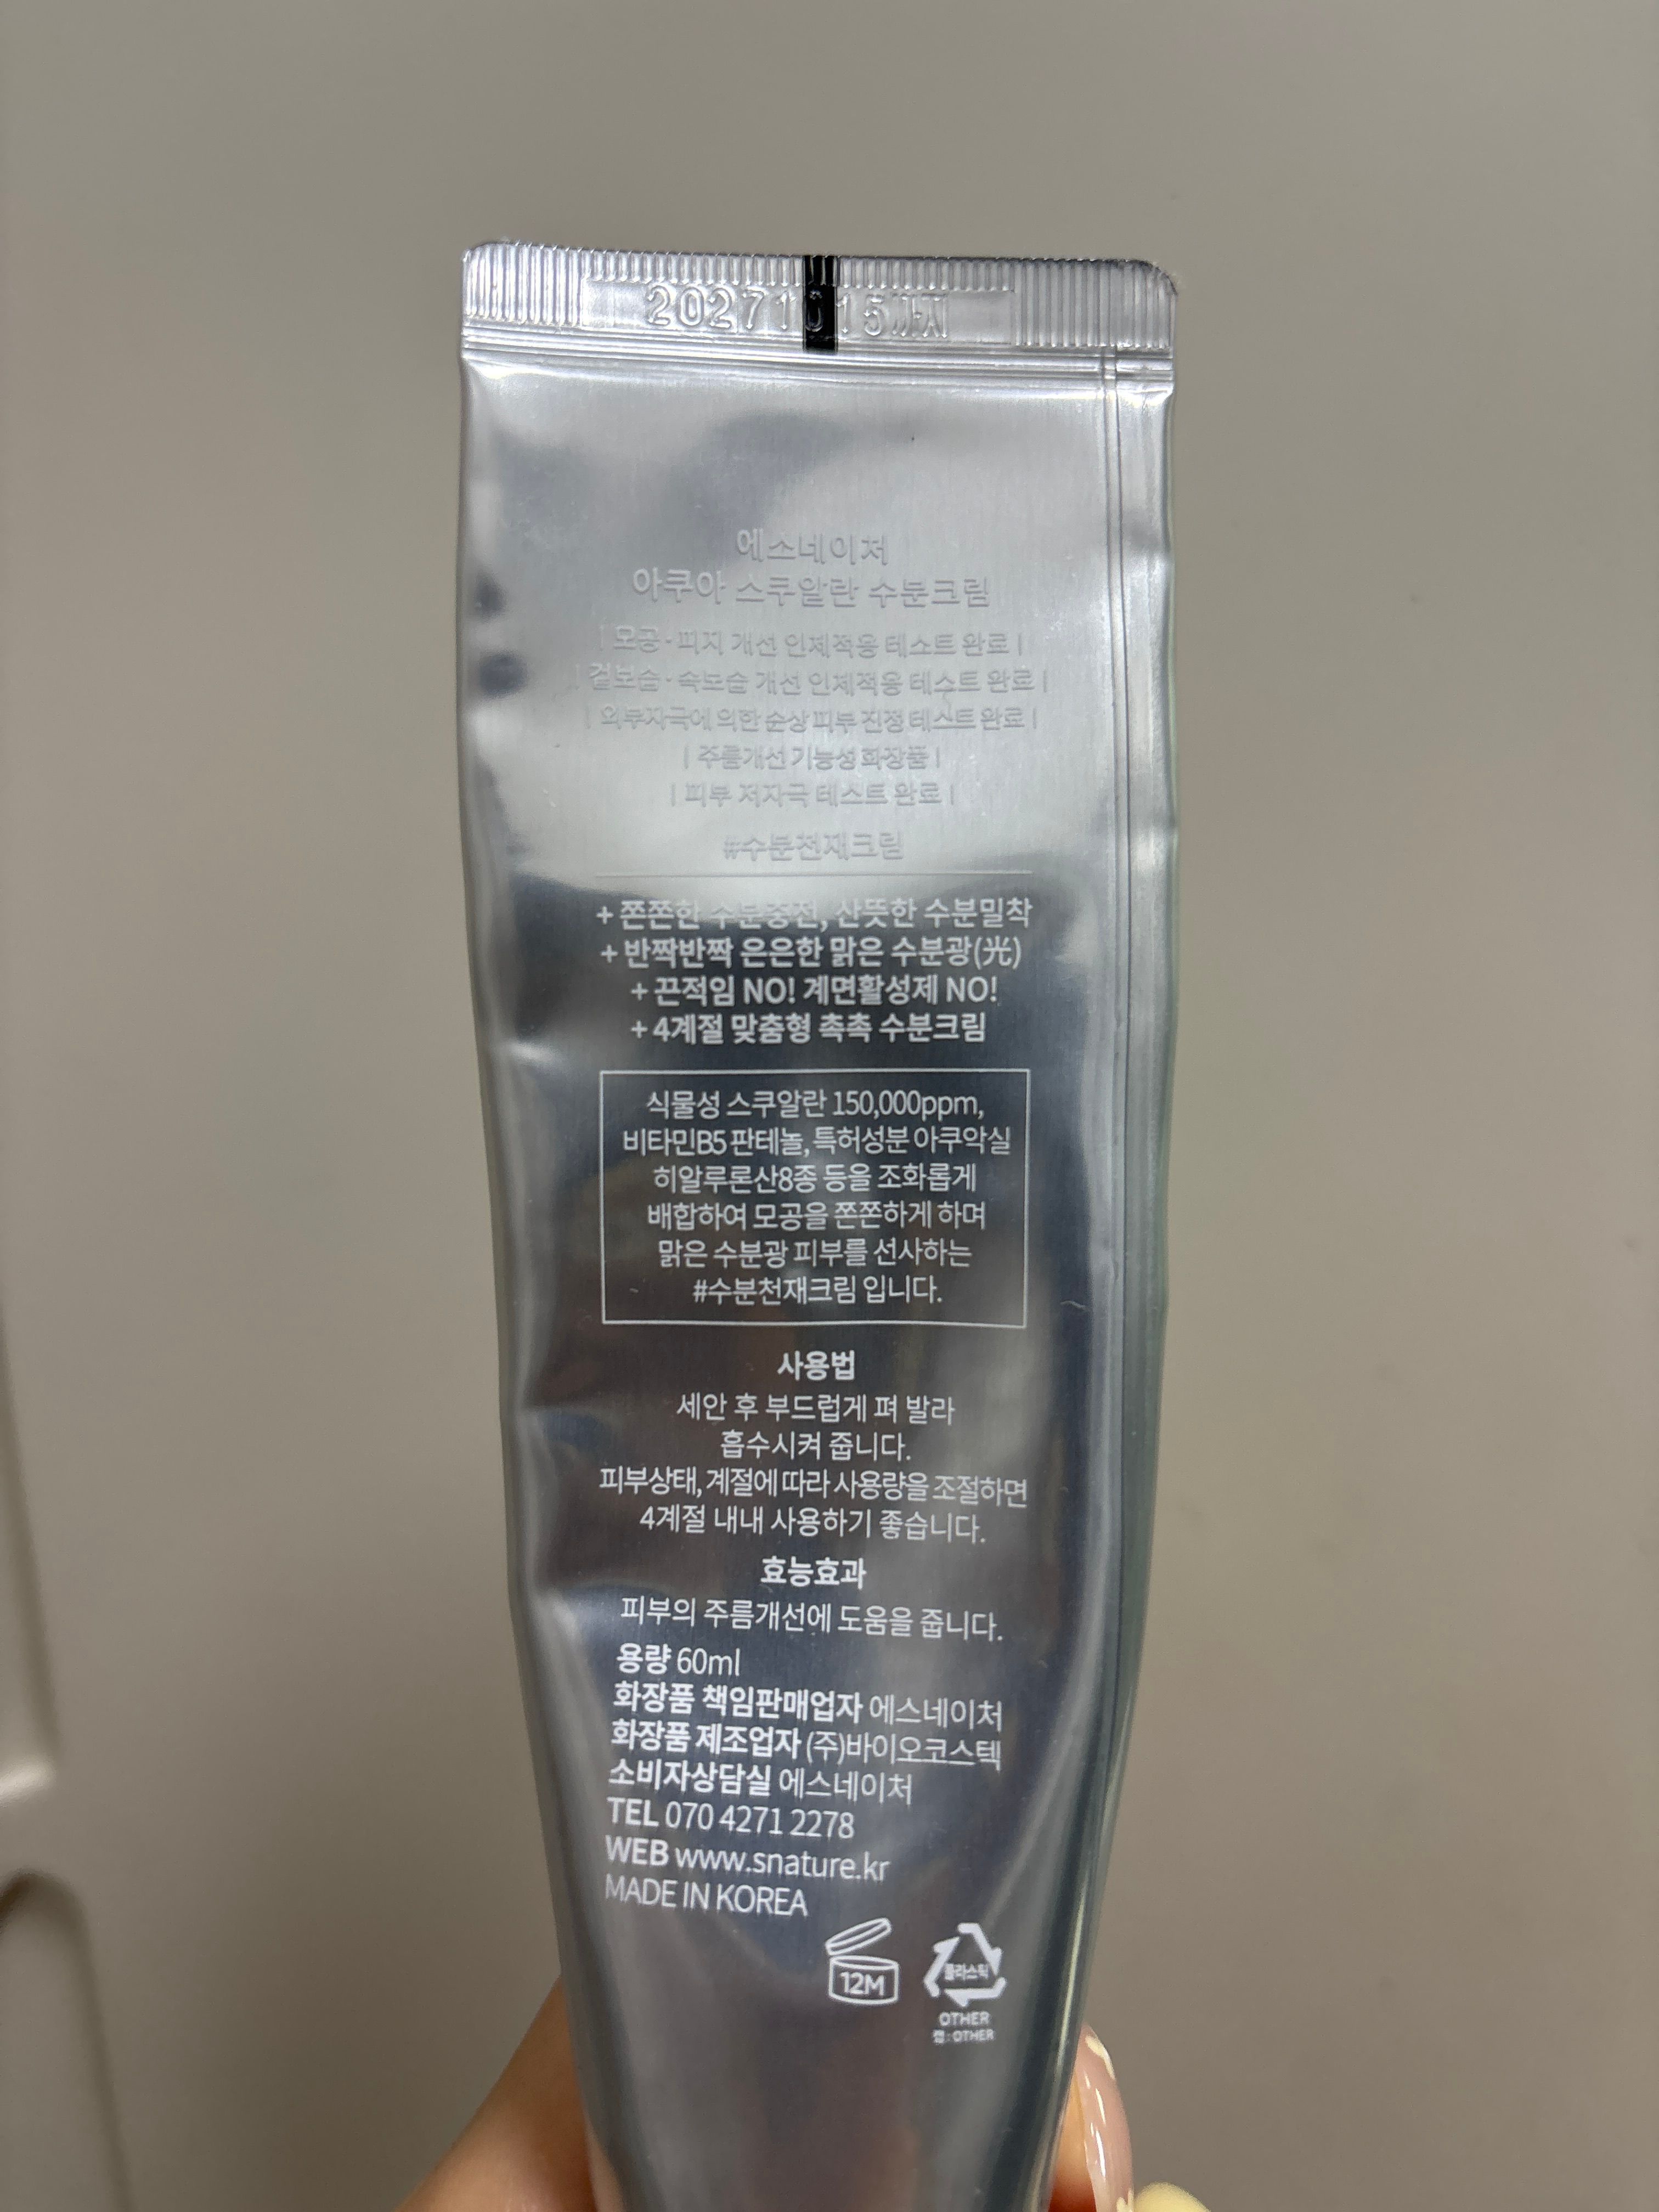 20271015까지
에스네이처
아쿠아 스쿠알란 수분크림
| 모공·피지 개선 인체적용 테스트 완료 |
| 겉보습·속보습 개선 인체적용 테스트 완료 |
| 외부자극에 의한 손상 피부 진정 테스트 완료 |
| 주름개선 기능성 화장품 |
| 피부 저자극 테스트 완료 |
#수분천재크림
+ 쫀쫀한 수분충전, 산뜻한 수분밀착
+ 반짝반짝 은은한 맑은 수분광(光)
+ 끈적임 NO! 계면활성제 NO!
+ 4계절 맞춤형 촉촉 수분크림
식물성 스쿠알란 150,000ppm,
비타민B5 판테놀, 특허성분 아쿠악실
히알루론산8종 등을 조화롭게
배합하여 모공을 쫀쫀하게 하며
맑은 수분광 피부를 선사하는
#수분천재크림 입니다.
사용법
세안 후 부드럽게 펴 발라
흡수시켜 줍니다.
피부상태, 계절에 따라 사용량을 조절하면
4계절 내내 사용하기 좋습니다.
효능효과
피부의 주름개선에 도움을 줍니다.
용량 60ml
화장품 책임판매업자 에스네이처
화장품 제조업자 (주)바이오코스텍
소비자상담실 에스네이처
TEL 070 4271 2278
WEB www.snature.kr
MADE IN KOREA
12M
플라스틱
OTHER
캡 : OTHER